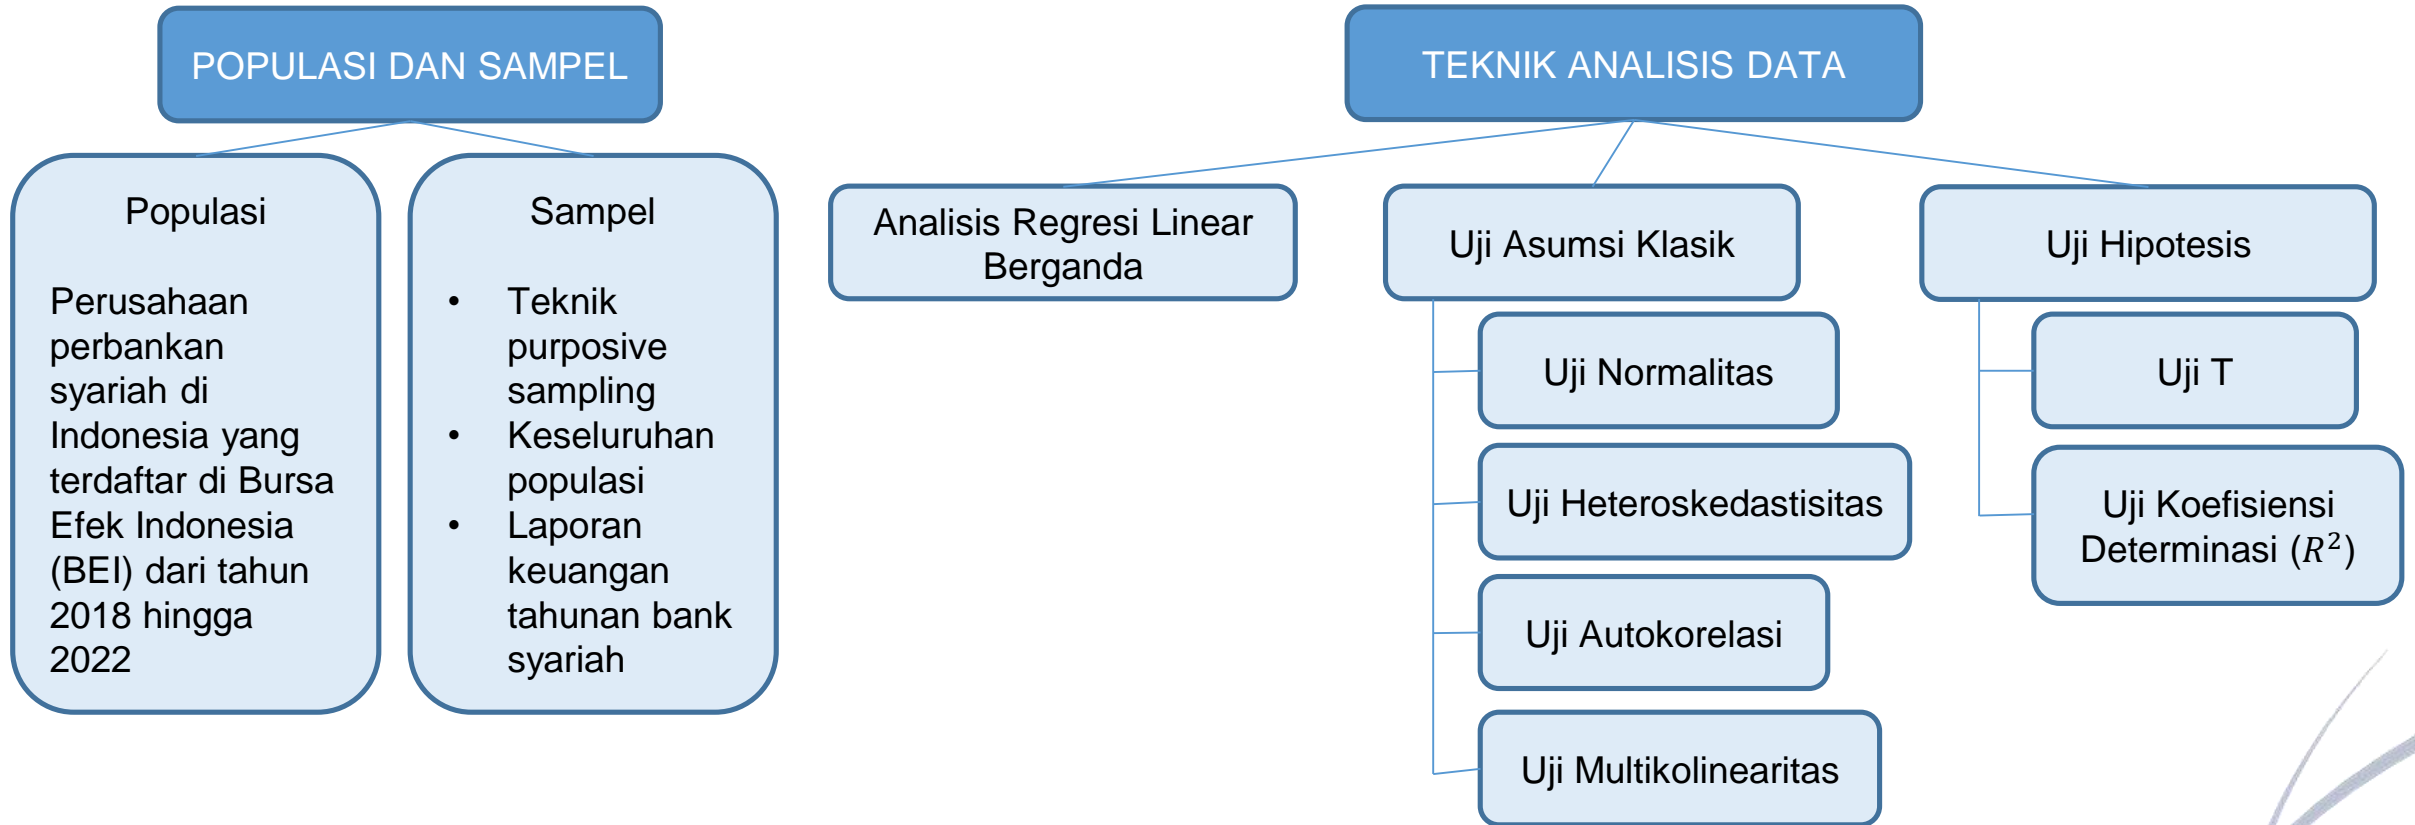 POPULASI DAN SAMPEL
Populasi
Perusahaan
perbankan
syariah di
Indonesia yang
terdaftar di Bursa
Efek Indonesia
(BEI) dari tahun
2018 hingga
2022
Sampel
• Teknik
purposive
sampling
• Keseluruhan
populasi
• Laporan
keuangan
tahunan bank
syariah
TEKNIK ANALISIS DATA
Analisis Regresi Linear
Berganda
Uji Asumsi Klasik
Uji Normalitas
Uji Heteroskedastisitas
Uji Autokorelasi
Uji Multikolinearitas
Uji Hipotesis
Uji T
Uji Koefisiensi
Determinasi (𝑅²)